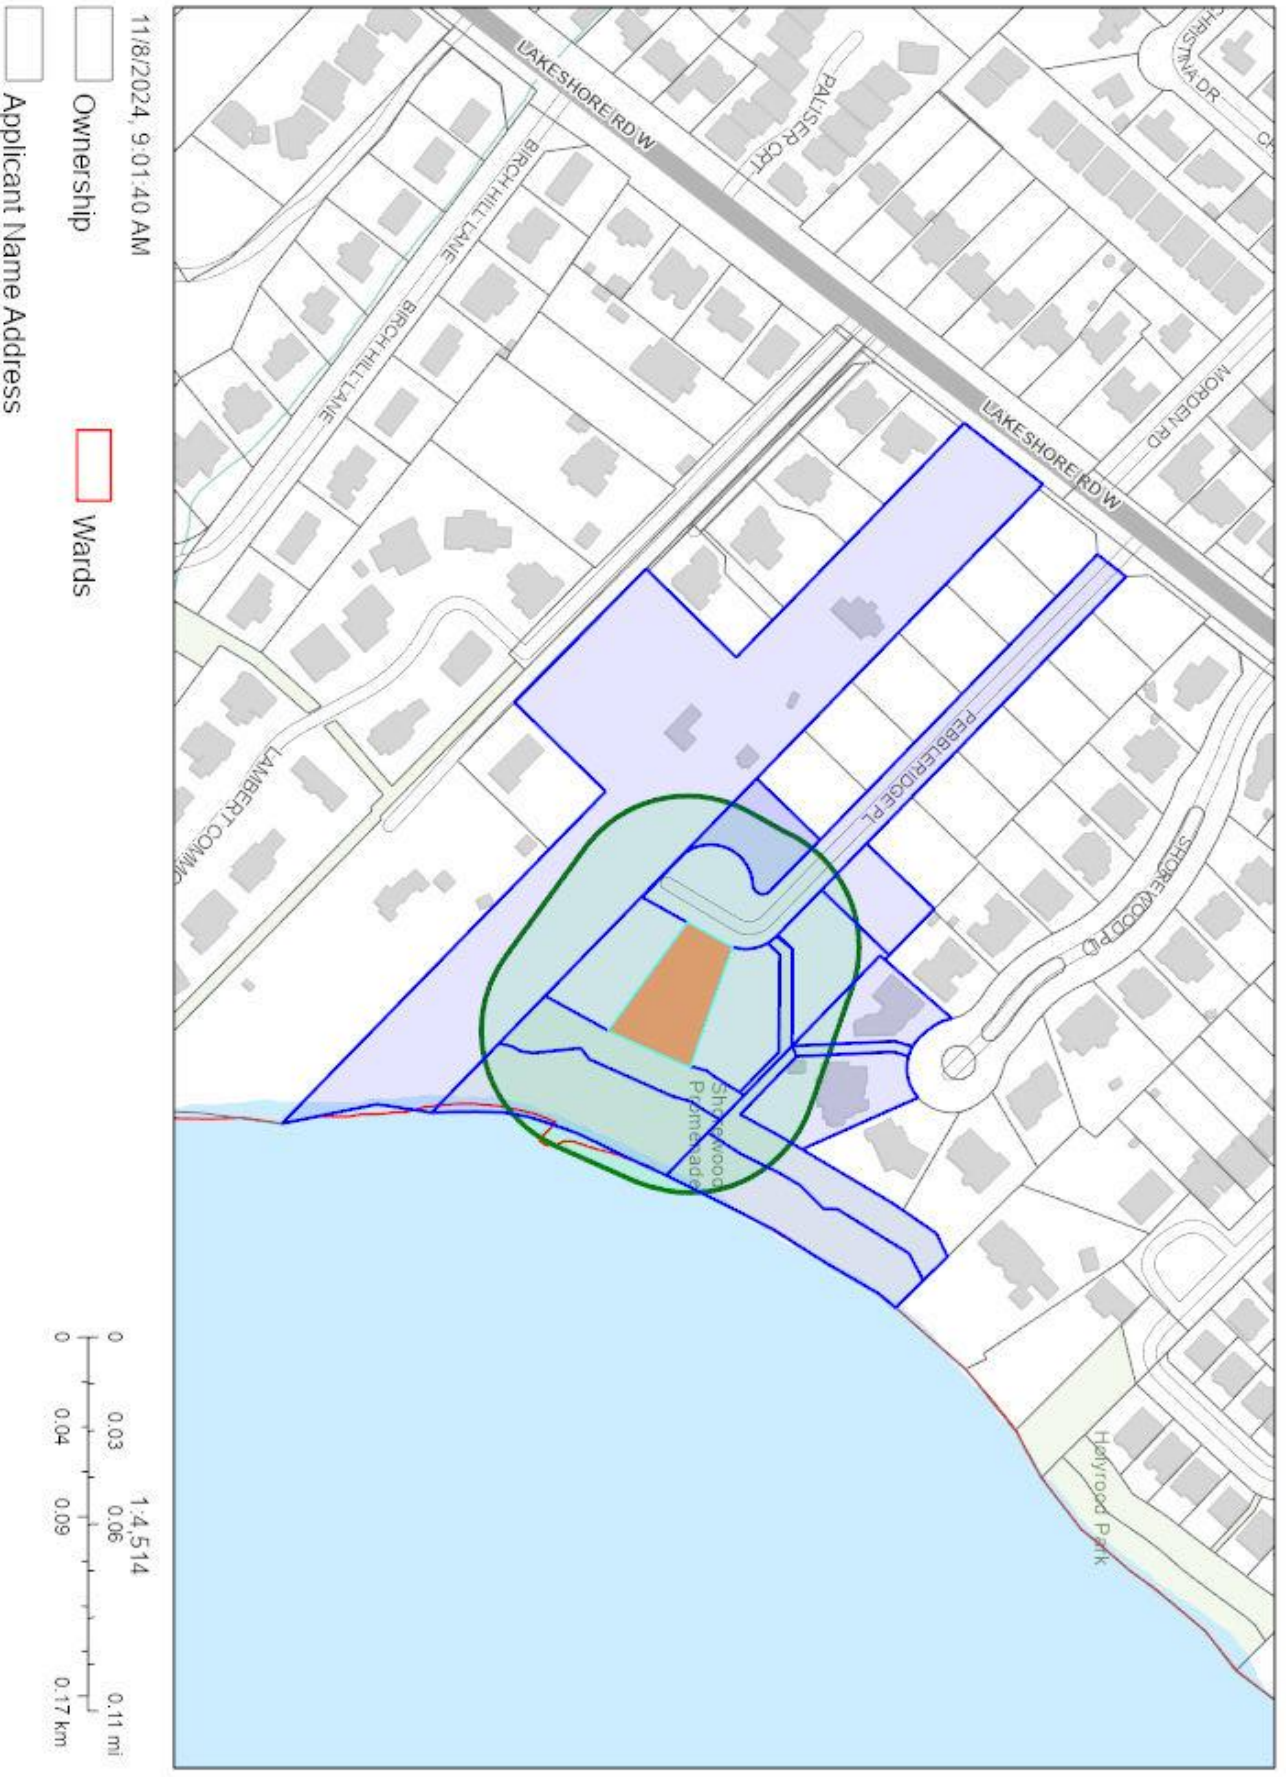 CHRISTINA DR
LAKESHORE RD W
PALISER CRT
BIRCH HILL LANE
BIRCH HILL LANE
LAKESHORE RD W
MORDEN RD
PEBBLERIDGE PL
SHOREWOOD PL
Shorewood
Promenade
Holyrood Park
11/8/2024, 9:01:40 AM
Ownership
Applicant Name Address
Wards
1:4,514
0
0.03
0.06
0.11 mi
0
0.04
0.09
0.17 km